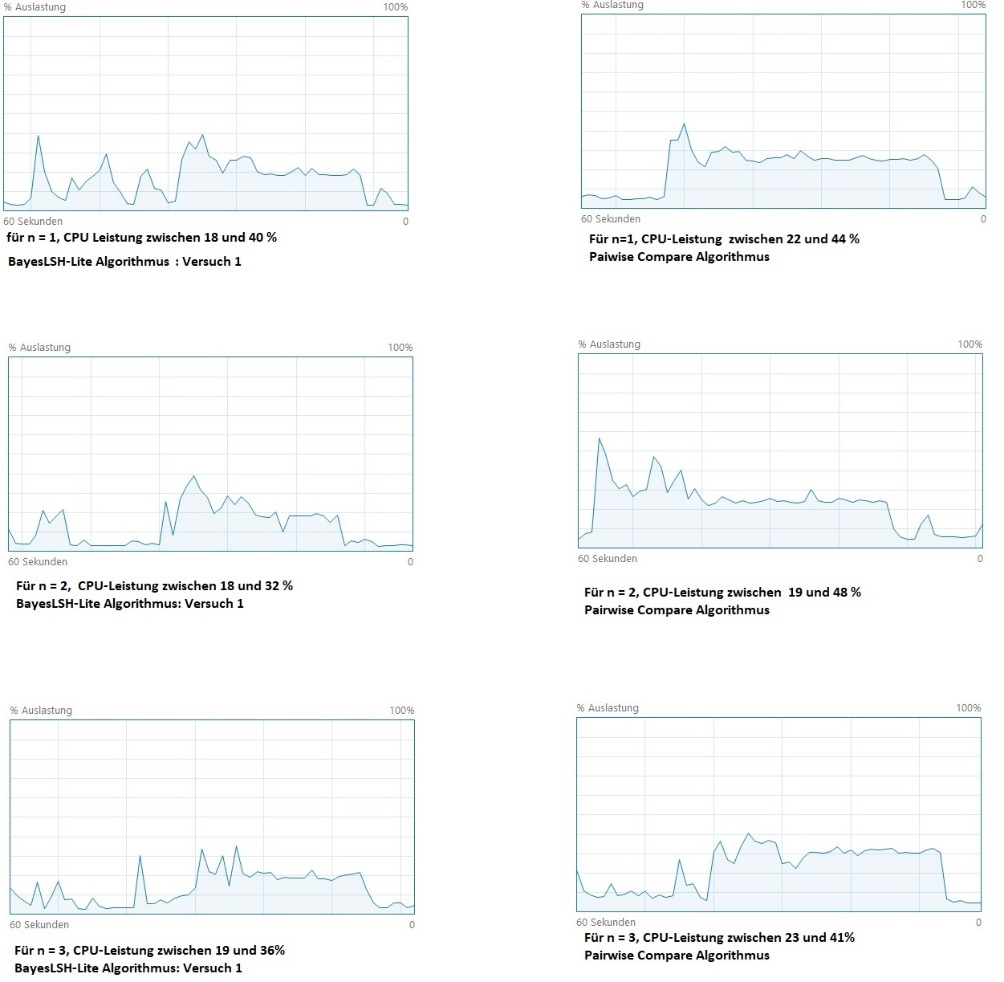 % Auslastung 100%
60 Sekunden 0
für n = 1, CPU Leistung zwischen 18 und 40 %
BayesLSH-Lite Algorithmus : Versuch 1
% Auslastung 100%
60 Sekunden 0
Für n=1, CPU-Leistung zwischen 22 und 44 %
Paiwise Compare Algorithmus
% Auslastung 100%
60 Sekunden 0
Für n = 2, CPU-Leistung zwischen 18 und 32 %
BayesLSH-Lite Algorithmus: Versuch 1
% Auslastung 100%
60 Sekunden 0
Für n = 2, CPU-Leistung zwischen 19 und 48 %
Pairwise Compare Algorithmus
% Auslastung 100%
60 Sekunden 0
Für n = 3, CPU-Leistung zwischen 19 und 36%
BayesLSH-Lite Algorithmus: Versuch 1
% Auslastung 100%
60 Sekunden 0
Für n = 3, CPU-Leistung zwischen 23 und 41%
Pairwise Compare Algorithmus